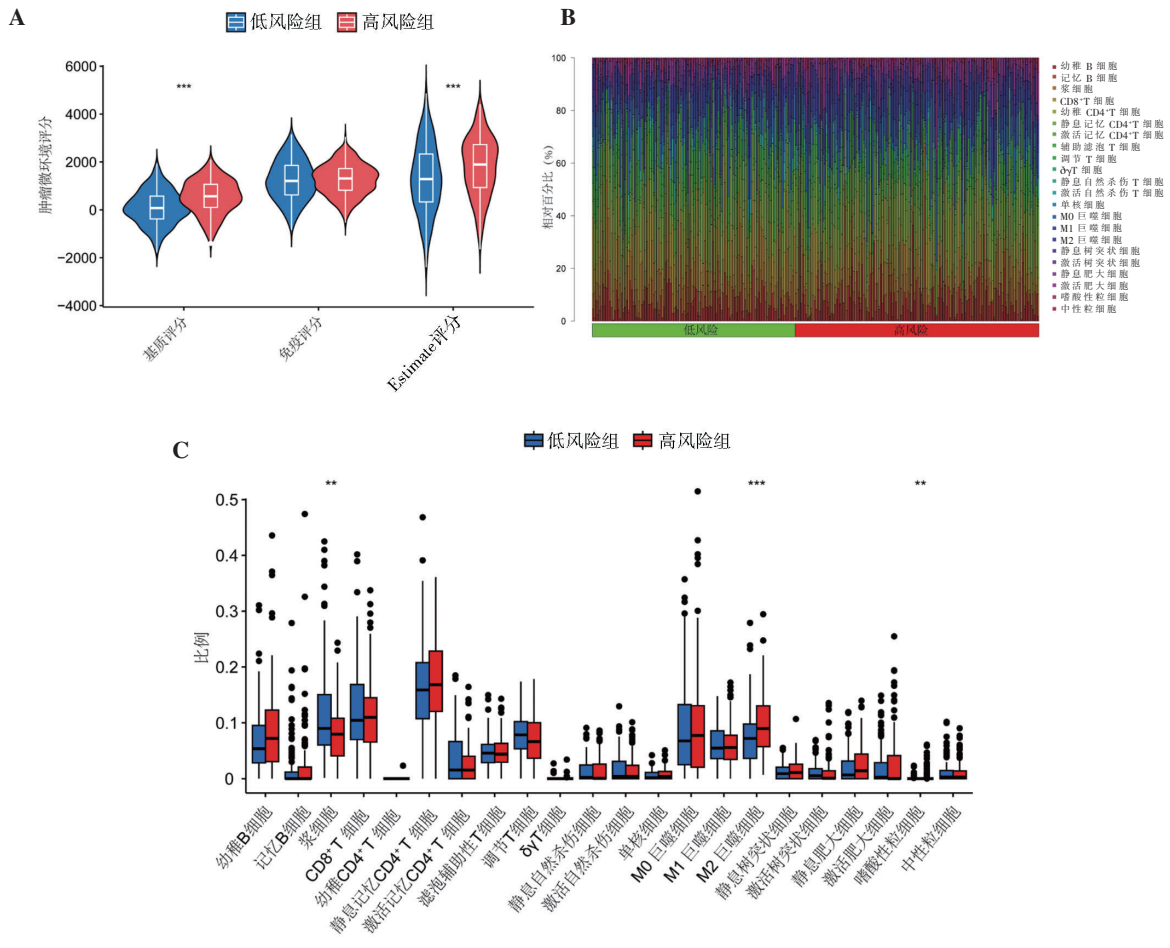 A
低风险组 高风险组
肿瘤微环境评分
6000
4000
2000
0
−2000
−4000
***
***
基质评分
免疫评分
Estimate评分
B
相对百分比 (%)
100
80
60
40
20
0
低风险
高风险
幼稚 B 细胞
记忆 B 细胞
浆细胞
CD8⁺T 细胞
幼稚 CD4⁺T 细胞
静息记忆 CD4⁺T 细胞
激活记忆 CD4⁺T 细胞
辅助滤泡 T 细胞
调节 T 细胞
δγT 细胞
静息自然杀伤 T 细胞
激活自然杀伤 T 细胞
单核细胞
M0 巨噬细胞
M1 巨噬细胞
M2 巨噬细胞
静息树突状细胞
激活树突状细胞
静息肥大细胞
激活肥大细胞
嗜酸性粒细胞
中性粒细胞
C
低风险组 高风险组
比例
0.5
0.4
0.3
0.2
0.1
0
**
***
**
幼稚B细胞
记忆B细胞
浆细胞
CD8⁺T 细胞
幼稚CD4⁺T 细胞
静息记忆CD4⁺T 细胞
激活记忆CD4⁺T 细胞
滤泡辅助性T细胞
调节T细胞
δγT细胞
静息自然杀伤细胞
激活自然杀伤细胞
单核细胞
M0 巨噬细胞
M1 巨噬细胞
M2 巨噬细胞
静息树突状细胞
激活树突状细胞
静息肥大细胞
激活肥大细胞
嗜酸性粒细胞
中性粒细胞